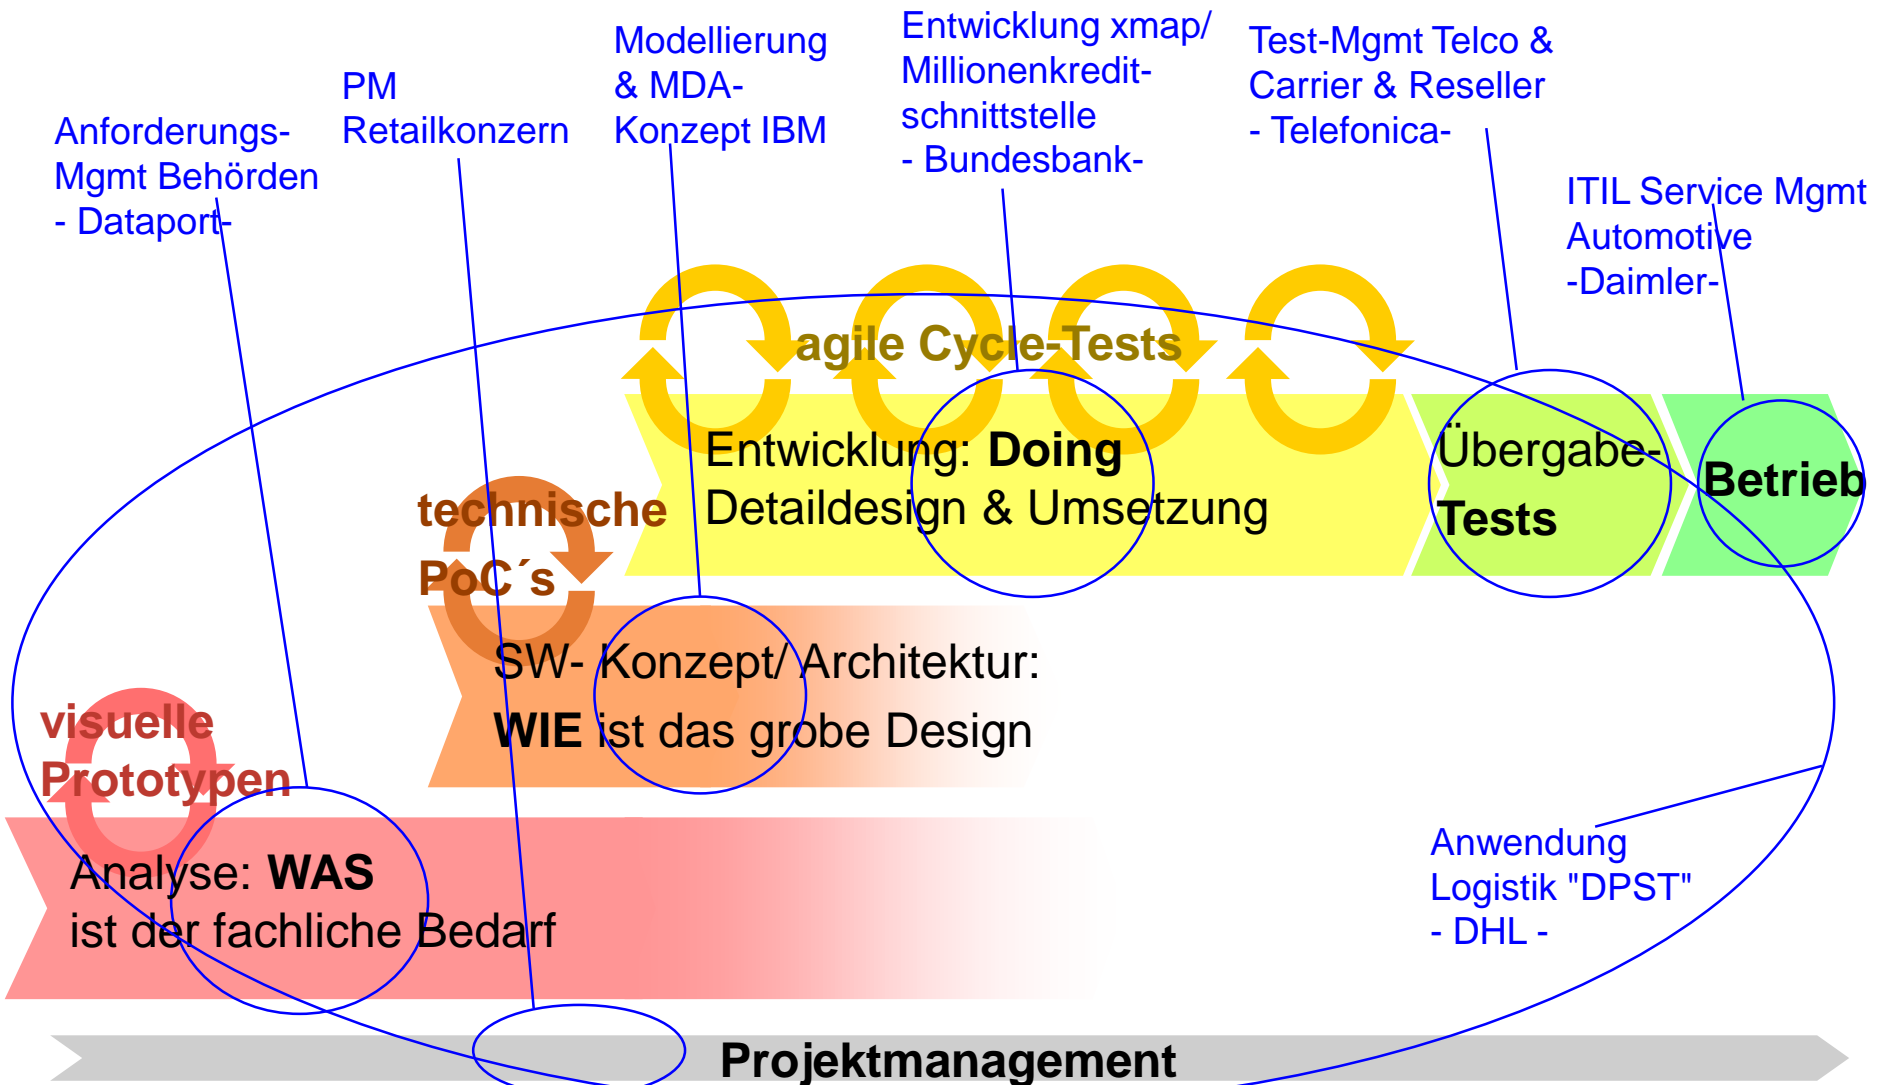 Anforderungs-
Mgmt Behörden
- Dataport-
PM
Retailkonzern
Modellierung
& MDA-
Konzept IBM
Entwicklung xmap/
Millionenkredit-
schnittstelle
- Bundesbank-
Test-Mgmt Telco &
Carrier & Reseller
- Telefonica-
ITIL Service Mgmt
Automotive
-Daimler-
agile Cycle-Tests
Entwicklung: Doing
Detaildesign & Umsetzung
Übergabe-
Tests
Betrieb
technische
PoC´s
SW- Konzept/ Architektur:
WIE ist das grobe Design
visuelle
Prototypen
Analyse: WAS
ist der fachliche Bedarf
Anwendung
Logistik "DPST"
- DHL -
Projektmanagement